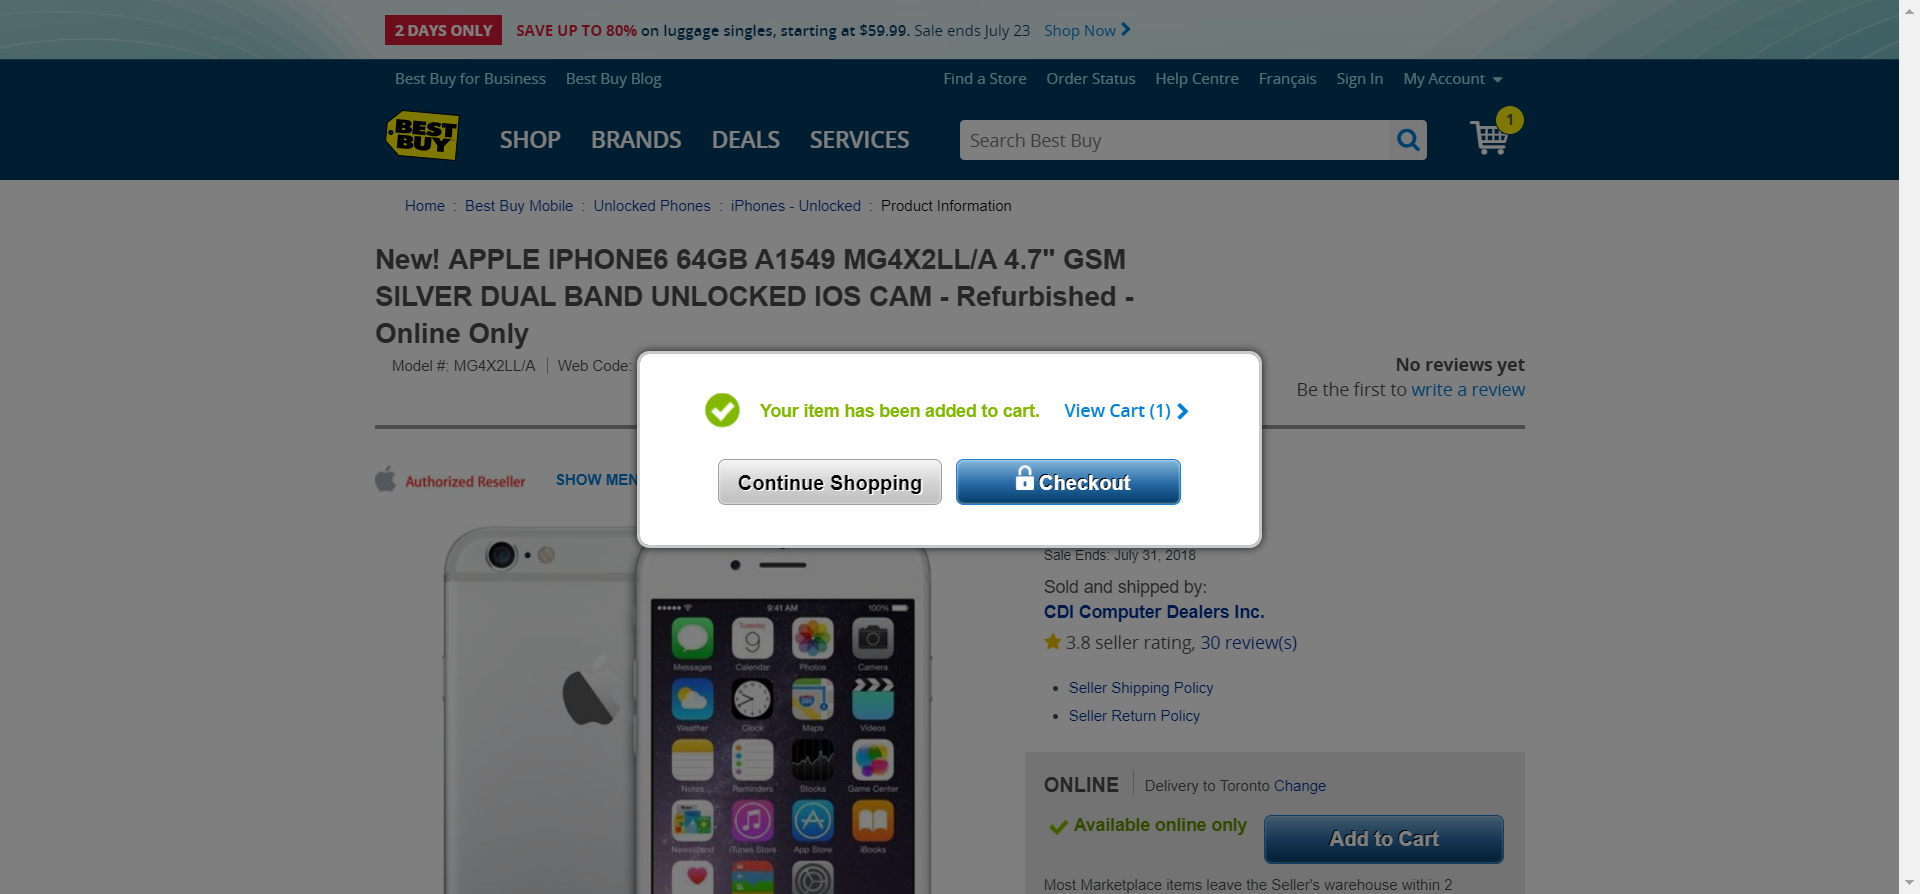 2 DAYS ONLY SAVE UP TO 80% on luggage singles, starting at $59.99. Sale ends July 23 Shop Now
Best Buy for Business Best Buy Blog Find a Store Order Status Help Centre Français Sign In My Account
BEST BUY
SHOP BRANDS DEALS SERVICES Search Best Buy 1
Home : Best Buy Mobile : Unlocked Phones : iPhones - Unlocked : Product Information
New! APPLE IPHONE6 64GB A1549 MG4X2LL/A 4.7" GSM
SILVER DUAL BAND UNLOCKED IOS CAM - Refurbished -
Online Only
Model #: MG4X2LL/A Web Code:
No reviews yet
Be the first to write a review
Your item has been added to cart. View Cart (1)
Continue Shopping Checkout
Authorized Reseller SHOW MEN
Sale Ends: July 31, 2018
Sold and shipped by:
CDI Computer Dealers Inc.
3.8 seller rating, 30 review(s)
• Seller Shipping Policy
• Seller Return Policy
9:41 AM 100%
Tuesday
9
Messages Calendar Photos Camera
Weather Clock Maps Videos
Notes Reminders Stocks Game Center
Newsstand iTunes Store App Store iBooks
ONLINE Delivery to Toronto Change
Available online only Add to Cart
Most Marketplace items leave the Seller's warehouse within 2